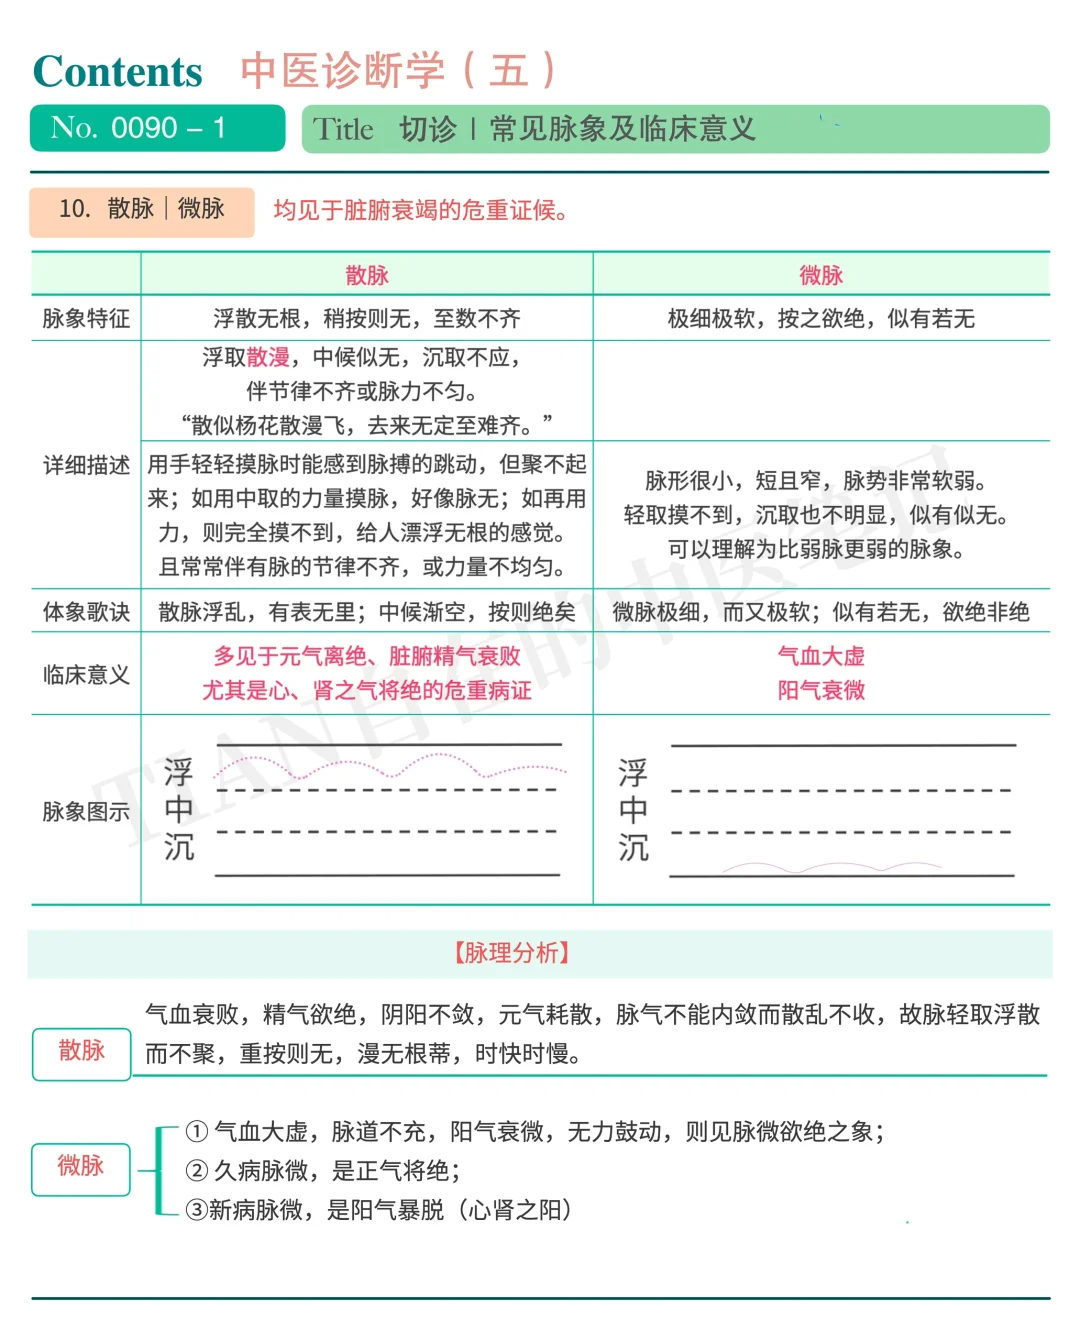 Contents 中医诊断学（五）
No. 0090 – 1 Title 切诊 | 常见脉象及临床意义
10. 散脉｜微脉 均见于脏腑衰竭的危重证候。
散脉 微脉
脉象特征 浮散无根，稍按则无，至数不齐 极细极软，按之欲绝，似有若无
详细描述
浮取散漫，中候似无，沉取不应，
伴节律不齐或脉力不匀。
“散似杨花散漫飞，去来无定至难齐。”
用手轻轻摸脉时能感到脉搏的跳动，但聚不起
来；如用中取的力量摸脉，好像脉无；如再用
力，则完全摸不到，给人漂浮无根的感觉。
且常常伴有脉的节律不齐，或力量不均匀。
脉形很小，短且窄，脉势非常软弱。
轻取摸不到，沉取也不明显，似有似无。
可以理解为比弱脉更弱的脉象。
体象歌诀 散脉浮乱，有表无里；中候渐空，按则绝矣 微脉极细，而又极软；似有若无，欲绝非绝
临床意义
多见于元气离绝、脏腑精气衰败
尤其是心、肾之气将绝的危重病证
气血大虚
阳气衰微
脉象图示
浮
中
沉
浮
中
沉
TIAN自在的中医笔记
【脉理分析】
散脉
气血衰败，精气欲绝，阴阳不敛，元气耗散，脉气不能内敛而散乱不收，故脉轻取浮散
而不聚，重按则无，漫无根蒂，时快时慢。
微脉
① 气血大虚，脉道不充，阳气衰微，无力鼓动，则见脉微欲绝之象；
② 久病脉微，是正气将绝；
③新病脉微，是阳气暴脱（心肾之阳）